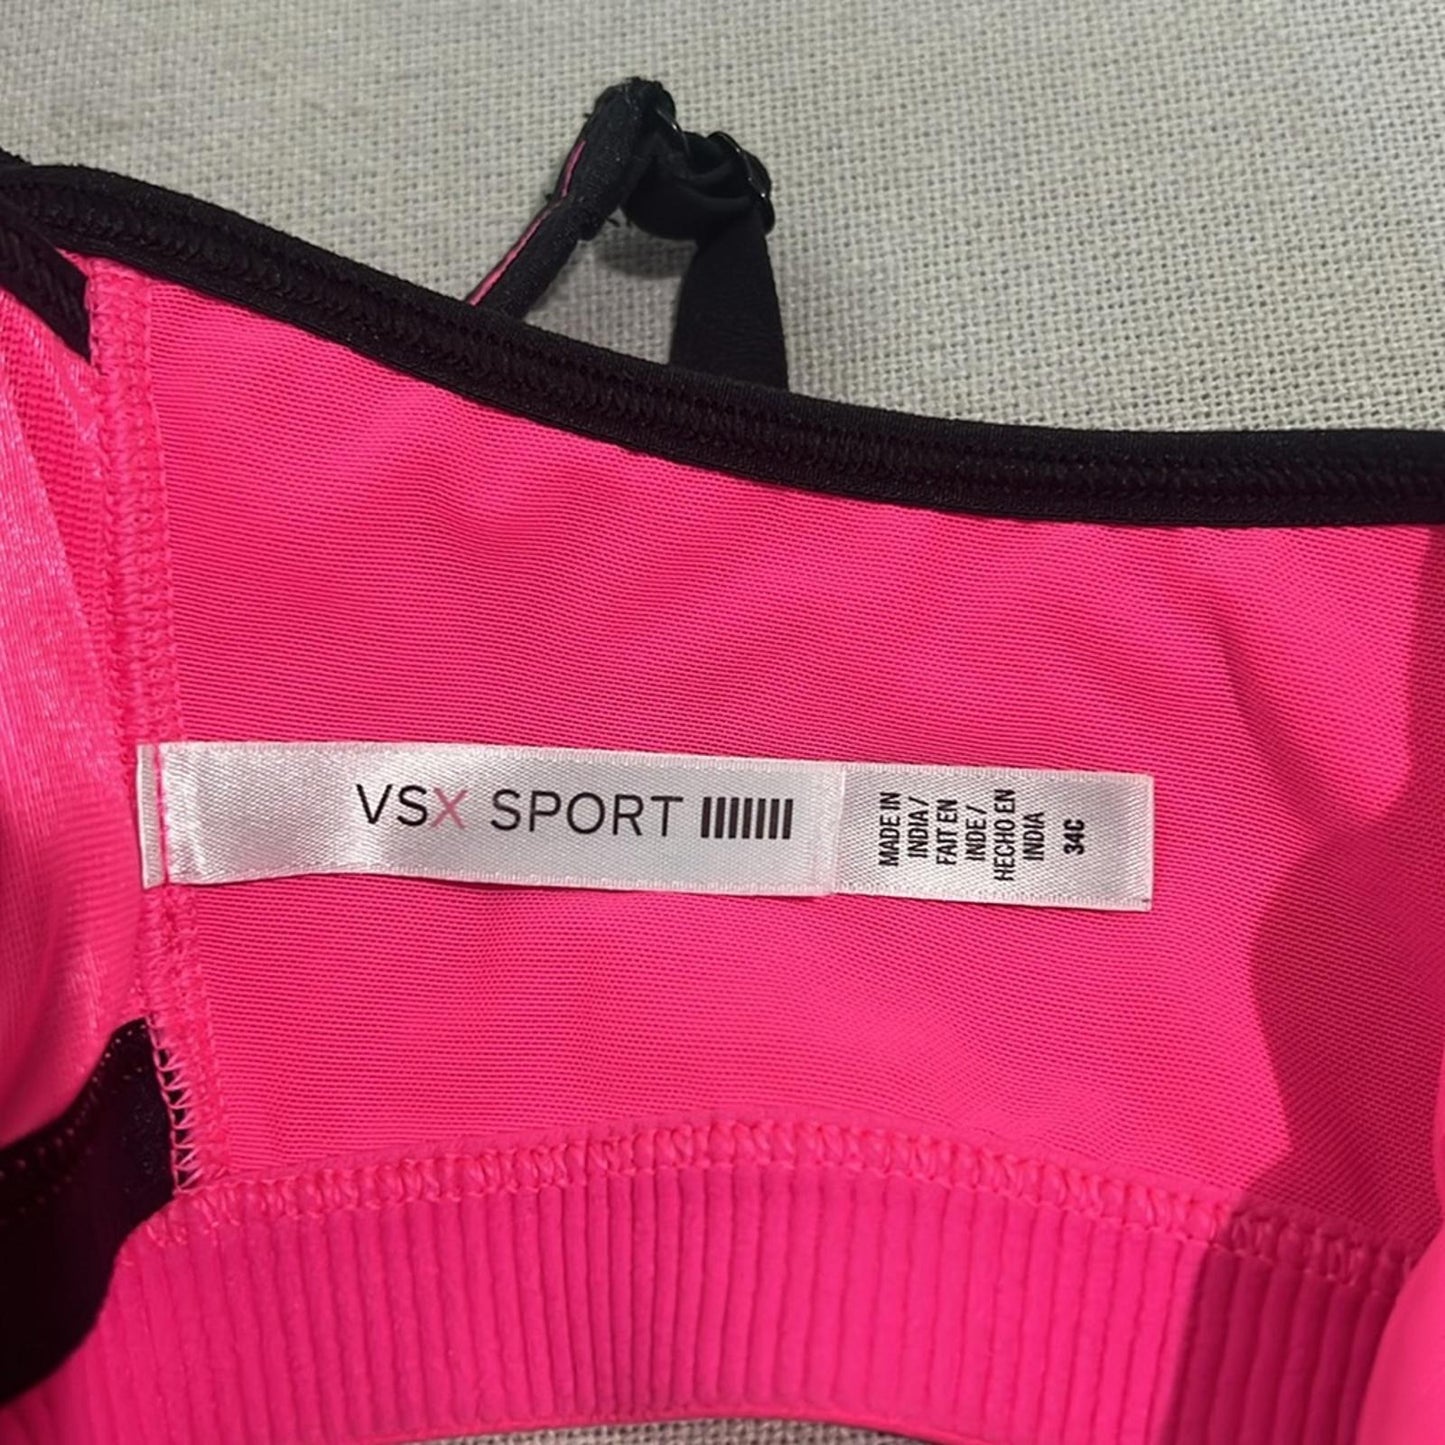 VSX SPORT
MADE IN
INDIA /
FAIT EN
INDE /
HECHO EN
INDIA
34C